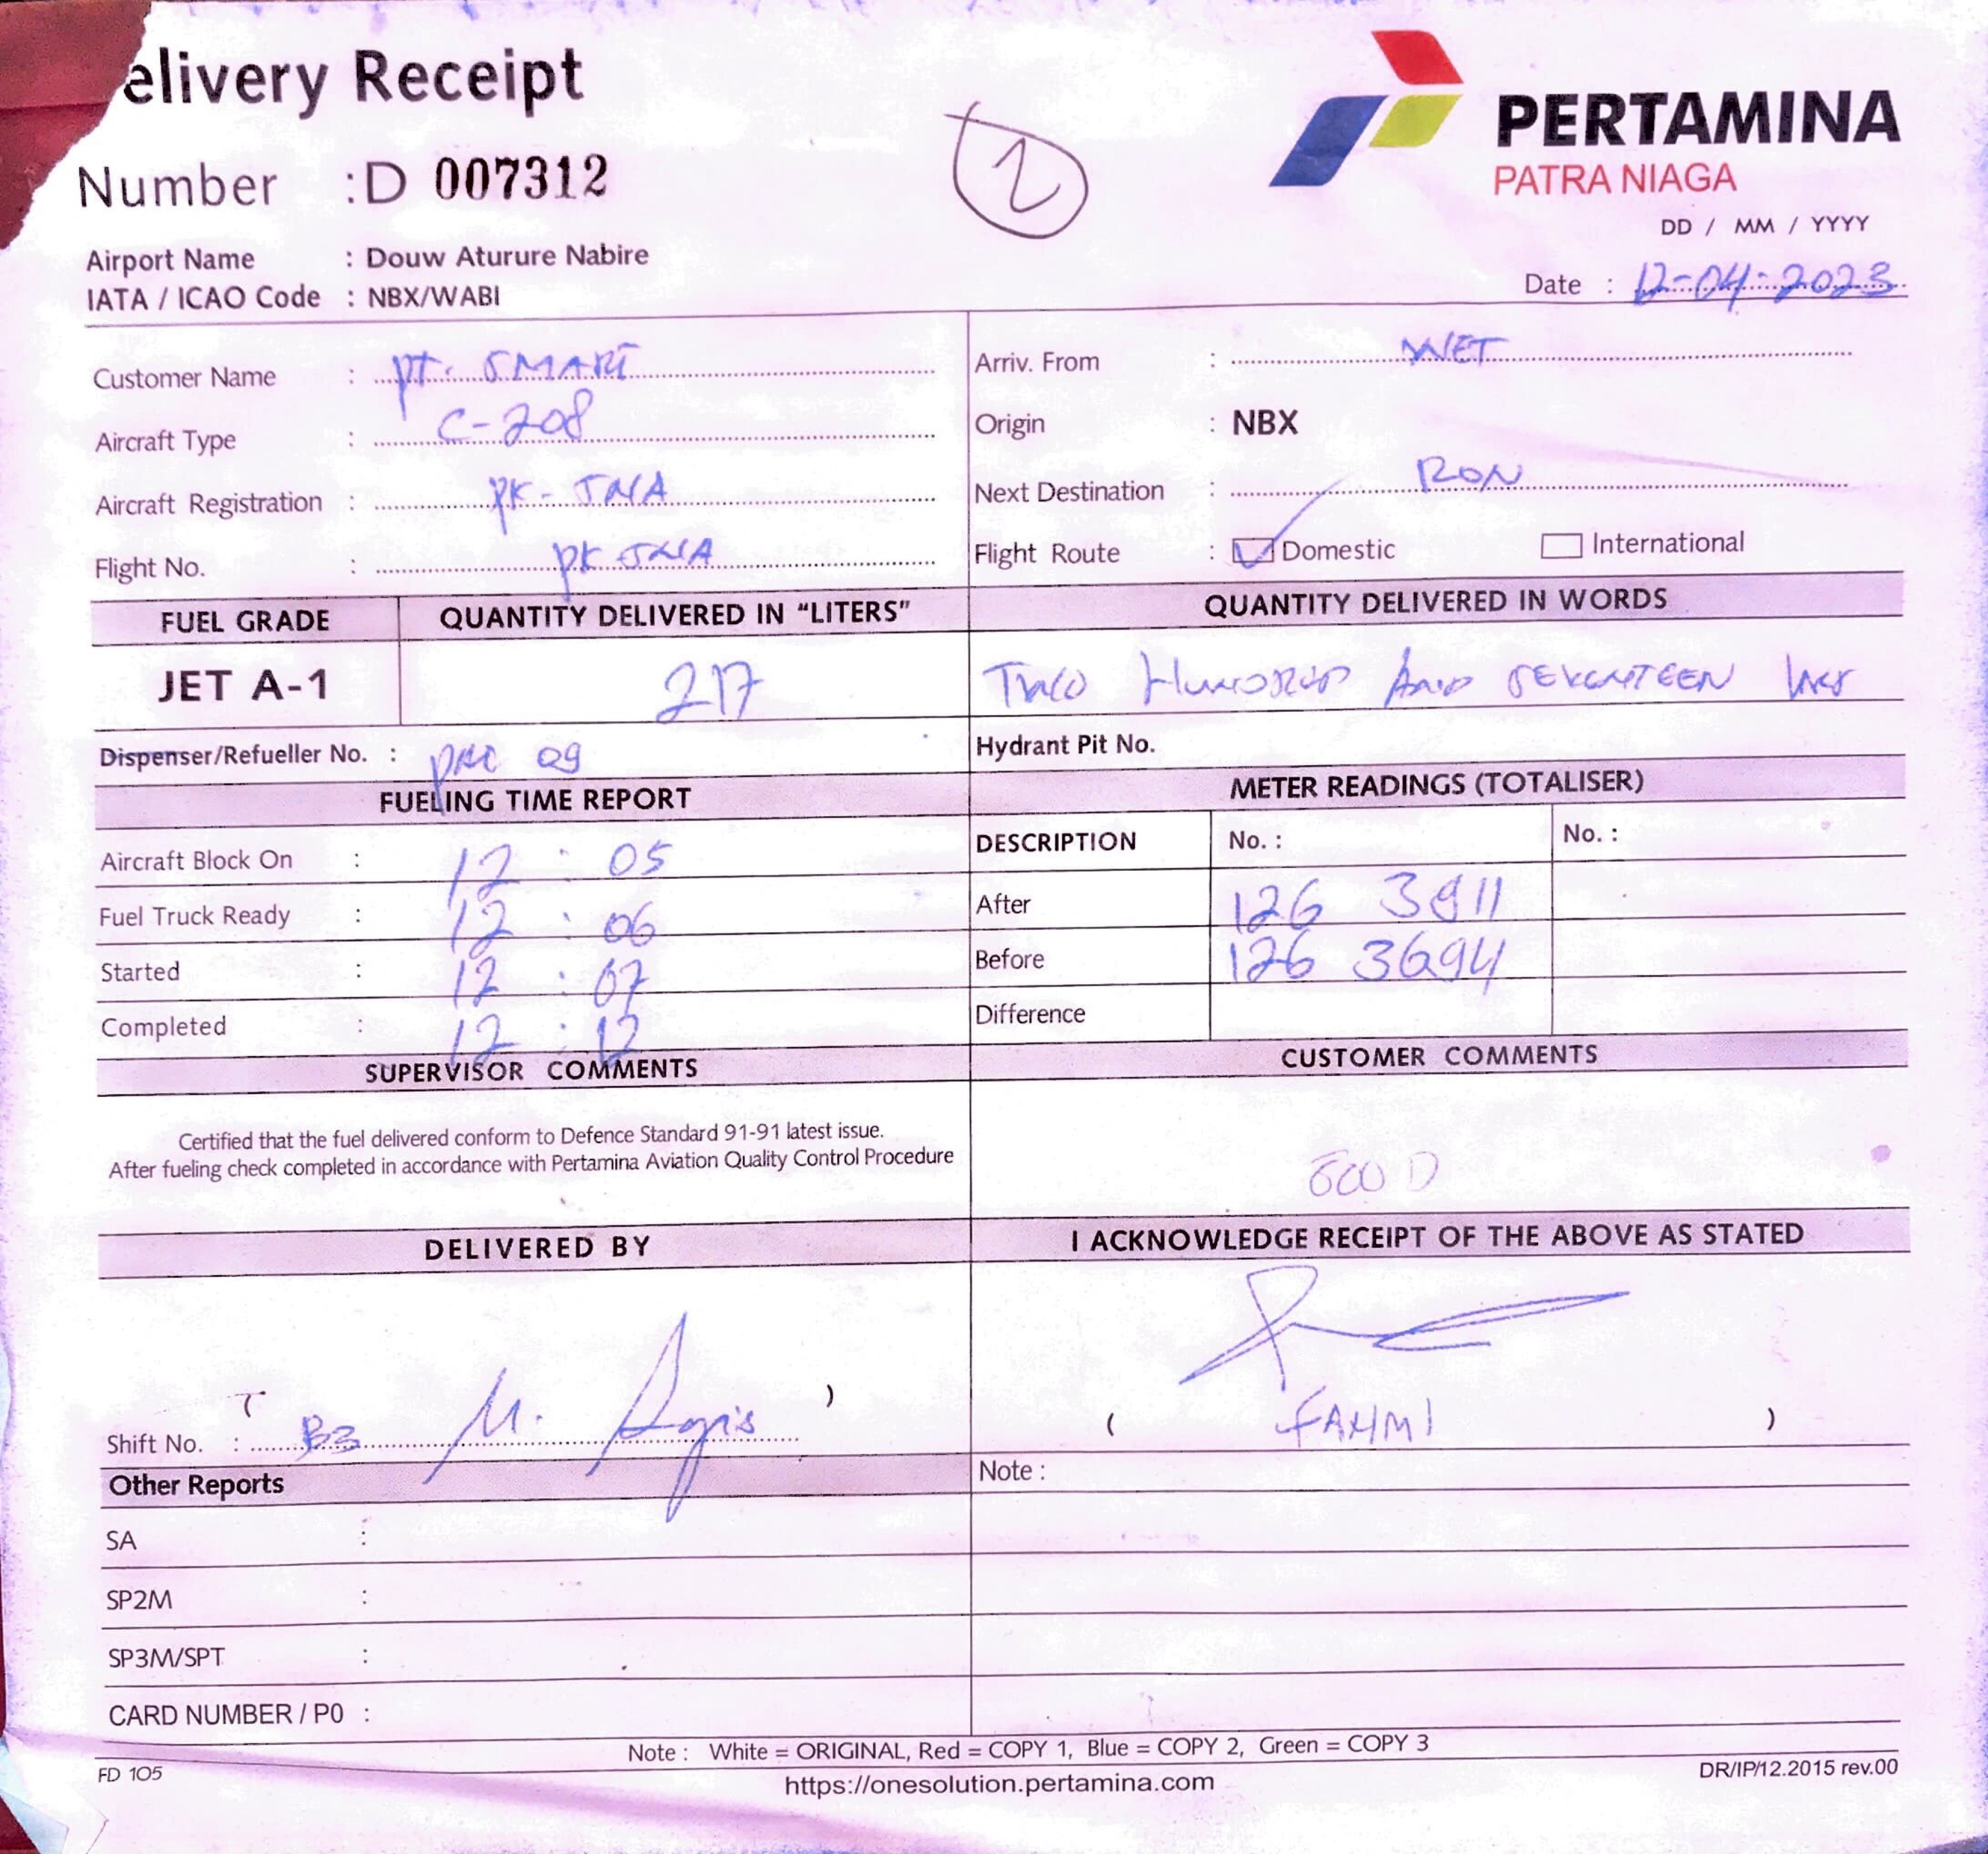 elivery Receipt
Number : D 007312
2
PERTAMINA
PATRA NIAGA
Airport Name : Douw Aturure Nabire
IATA / ICAO Code : NBX/WABI
DD / MM / YYYY
Date : 12-04-2023
Customer Name : PT. SMART
Aircraft Type : C-208
Aircraft Registration : PK-
Flight No. : PK
Arriv. From : WET
Origin : NBX
Next Destination : RON
Flight Route : Domestic International
FUEL GRADE QUANTITY DELIVERED IN “LITERS” QUANTITY DELIVERED IN WORDS
JET A-1 217 TWO HUNDRED AND SEVENTEEN
Dispenser/Refueller No. : 09 Hydrant Pit No.
FUELING TIME REPORT
Aircraft Block On : 12 : 05
Fuel Truck Ready : 12 : 06
Started : 12 : 07
Completed : 12 : 12
METER READINGS (TOTALISER)
DESCRIPTION No. : No. :
After 126 3911
Before 126 3694
Difference
SUPERVISOR COMMENTS
Certified that the fuel delivered conform to Defence Standard 91-91 latest issue.
After fueling check completed in accordance with Pertamina Aviation Quality Control Procedure
CUSTOMER COMMENTS
GOOD
DELIVERED BY
Shift No. : B3 M. Agis )
I ACKNOWLEDGE RECEIPT OF THE ABOVE AS STATED
( FAHMI )
Other Reports
SA :
SP2M :
SP3M/SPT :
CARD NUMBER / P0 :
Note :
Note : White = ORIGINAL, Red = COPY 1, Blue = COPY 2, Green = COPY 3
FD 105 https://onesolution.pertamina.com DR/IP/12.2015 rev.00